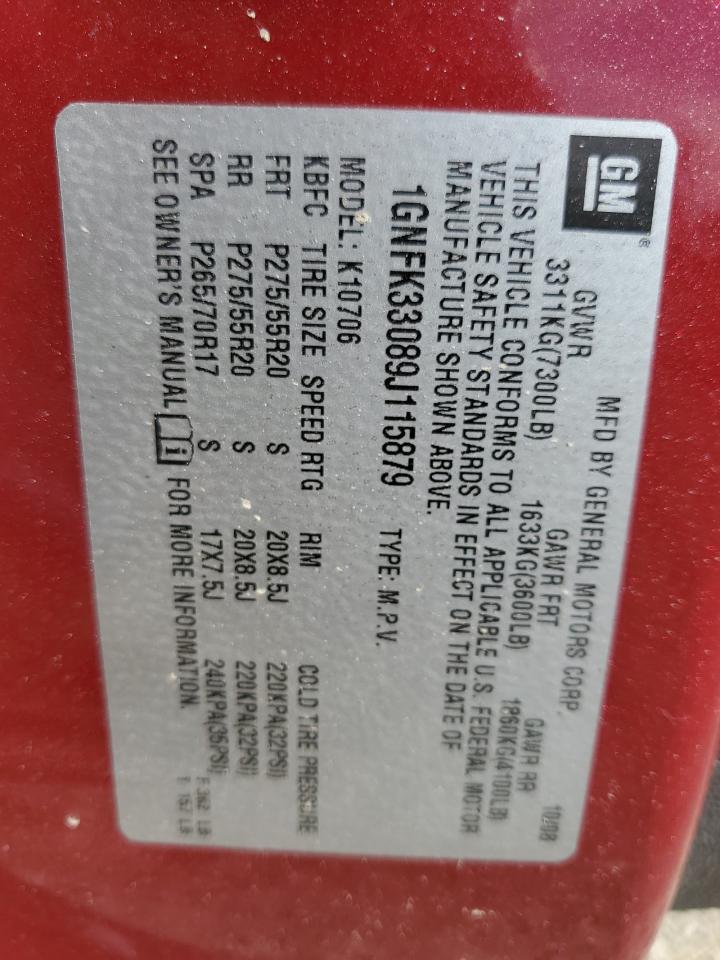 GM®
MFD BY GENERAL MOTORS CORP. 10/08
GVWR GAWR FRT GAWR RR
3311KG(7300LB) 1633KG(3600LB) 1860KG(4100LB)
THIS VEHICLE CONFORMS TO ALL APPLICABLE U.S. FEDERAL MOTOR
VEHICLE SAFETY STANDARDS IN EFFECT ON THE DATE OF
MANUFACTURE SHOWN ABOVE.
1GNFK33089J115879 TYPE: M.P.V.
MODEL: K10706
KBFC TIRE SIZE SPEED RTG RIM COLD TIRE PRESSURE
FRT P275/55R20 S 20X8.5J 220KPA(32PSI)
RR P275/55R20 S 20X8.5J 220KPA(32PSI)
SPA P265/70R17 S 17X7.5J 240KPA(35PSI)
SEE OWNER'S MANUAL i FOR MORE INFORMATION.
F 362 LB
T 157 LB